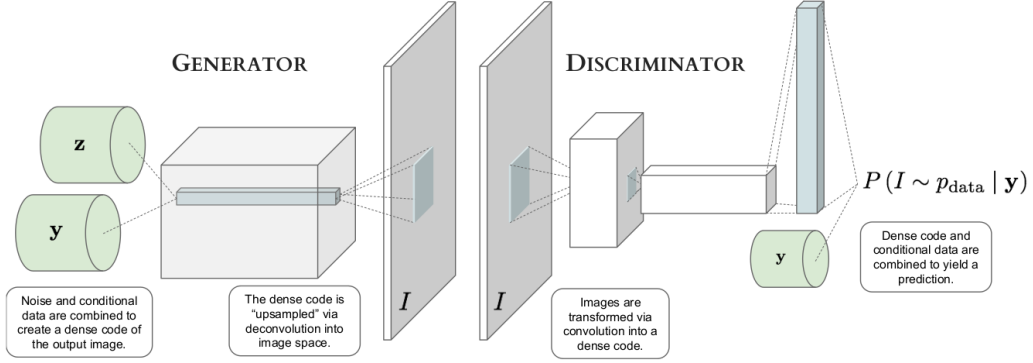 GENERATOR
DISCRIMINATOR
z
y
I
I
P (I ∼ p_data | y)
y
Noise and conditional
data are combined to
create a dense code of
the output image.
The dense code is
“upsampled” via
deconvolution into
image space.
Images are
transformed via
convolution into a
dense code.
Dense code and
conditional data are
combined to yield a
prediction.